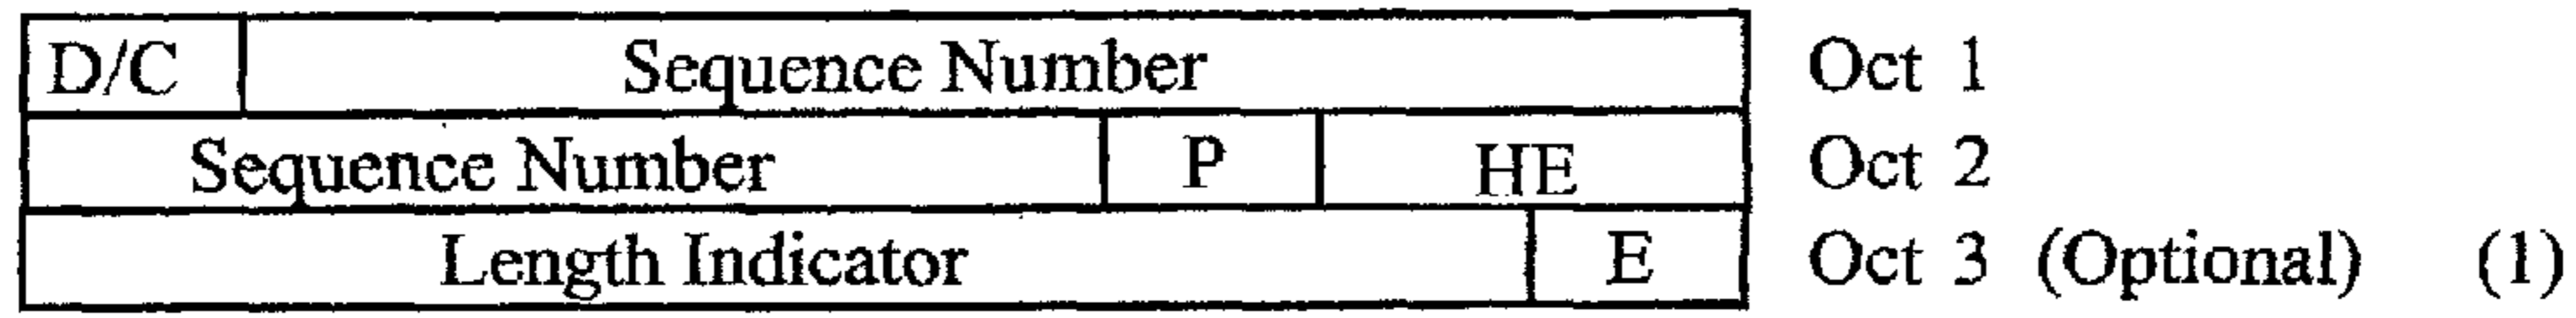 D/C Sequence Number Oct 1
Sequence Number P HE Oct 2
Length Indicator E Oct 3 (Optional) (1)